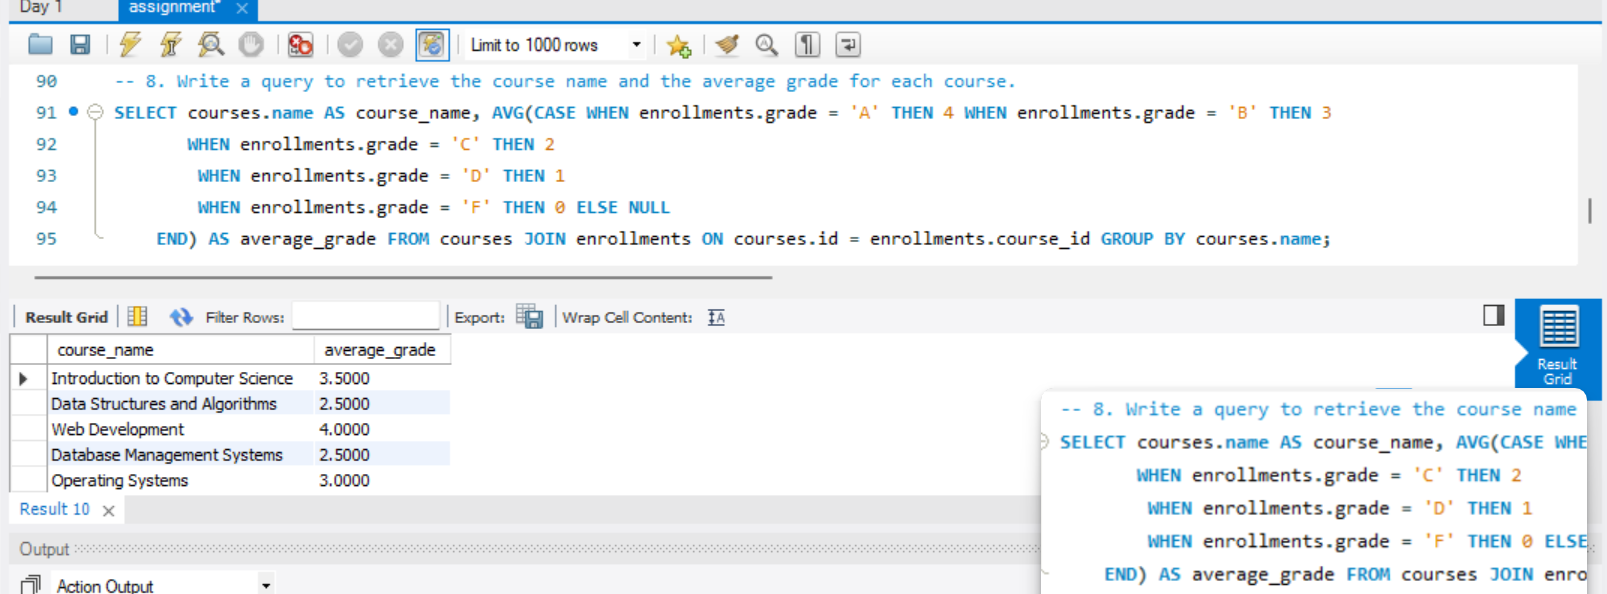 Day 1
assignment* ×
Limit to 1000 rows
90 -- 8. Write a query to retrieve the course name and the average grade for each course.
91 SELECT courses.name AS course_name, AVG(CASE WHEN enrollments.grade = 'A' THEN 4 WHEN enrollments.grade = 'B' THEN 3
92 WHEN enrollments.grade = 'C' THEN 2
93 WHEN enrollments.grade = 'D' THEN 1
94 WHEN enrollments.grade = 'F' THEN 0 ELSE NULL
95 END) AS average_grade FROM courses JOIN enrollments ON courses.id = enrollments.course_id GROUP BY courses.name;
Result Grid Filter Rows: Export: Wrap Cell Content: IA
course_name average_grade
Introduction to Computer Science 3.5000
Data Structures and Algorithms 2.5000
Web Development 4.0000
Database Management Systems 2.5000
Operating Systems 3.0000
Result
Grid
Result 10 ×
Output
Action Output
-- 8. Write a query to retrieve the course name
SELECT courses.name AS course_name, AVG(CASE WHE
WHEN enrollments.grade = 'C' THEN 2
WHEN enrollments.grade = 'D' THEN 1
WHEN enrollments.grade = 'F' THEN 0 ELSE
END) AS average_grade FROM courses JOIN enro